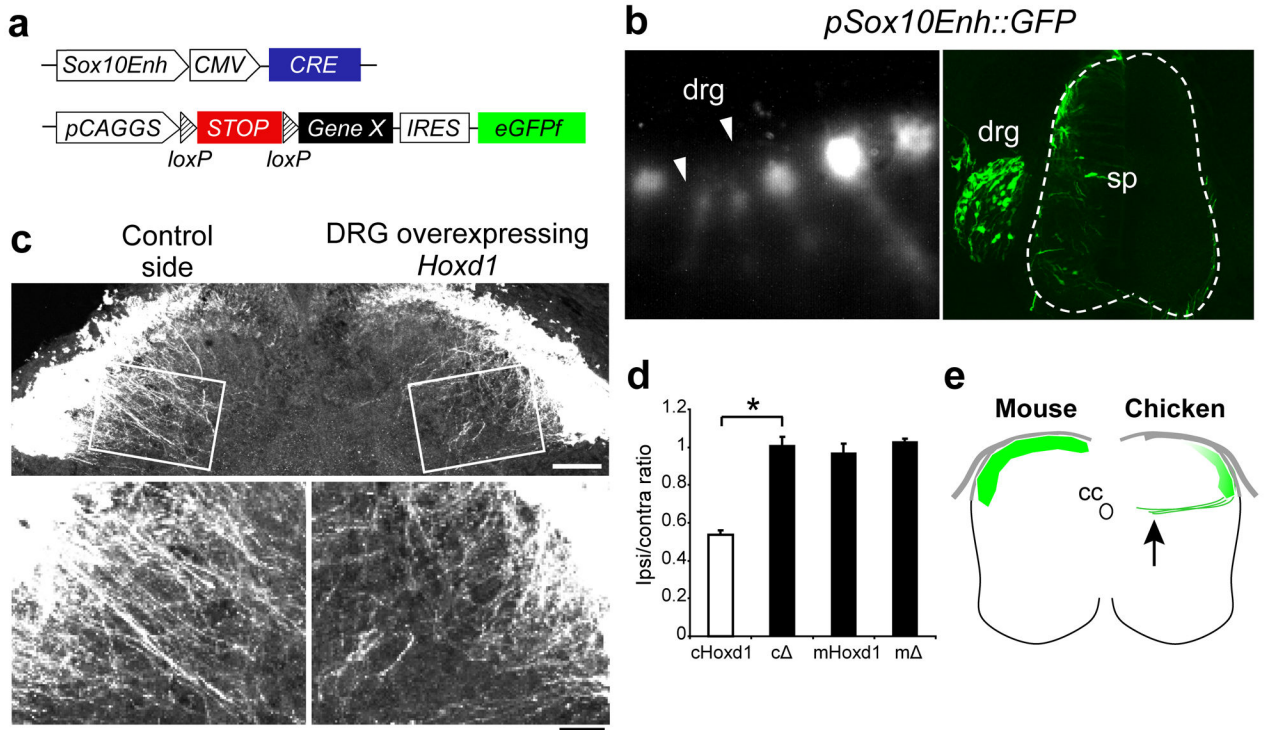 a
Sox10Enh CMV CRE
pCAGGS STOP Gene X IRES eGFPf
loxP loxP
b
pSox10Enh::GFP
drg
drg
sp
c
Control side
DRG overexpressing Hoxd1
d
*
Ipsi/contra ratio
1.2
1
0.8
0.6
0.4
0.2
0
cHoxd1 cΔ mHoxd1 mΔ
e
Mouse Chicken
cc